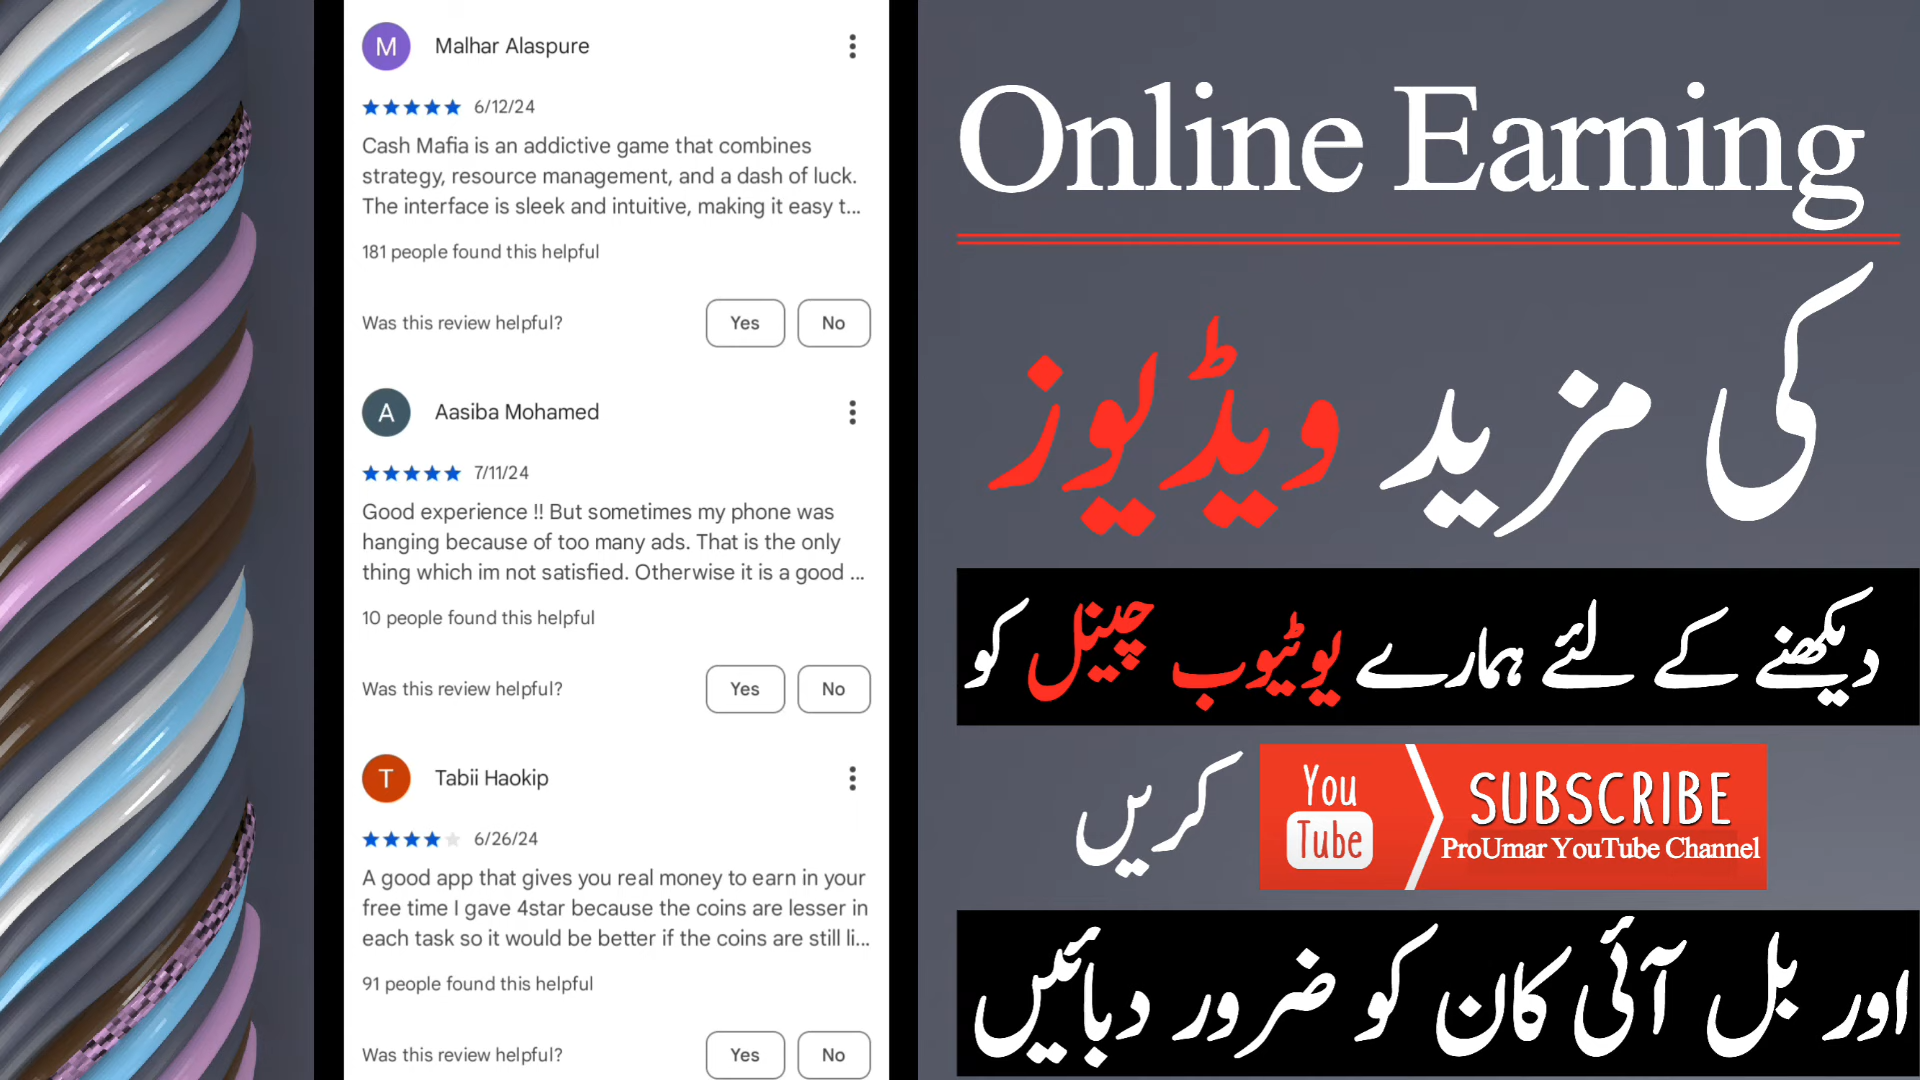 M
Malhar Alaspure
6/12/24
Cash Mafia is an addictive game that combines
strategy, resource management, and a dash of luck.
The interface is sleek and intuitive, making it easy t...
181 people found this helpful
Was this review helpful?
Yes
No
A
Aasiba Mohamed
7/11/24
Good experience !! But sometimes my phone was
hanging because of too many ads. That is the only
thing which im not satisfied. Otherwise it is a good ...
10 people found this helpful
Was this review helpful?
Yes
No
T
Tabii Haokip
6/26/24
A good app that gives you real money to earn in your
free time I gave 4star because the coins are lesser in
each task so it would be better if the coins are still li...
91 people found this helpful
Was this review helpful?
Yes
No
Online Earning
کی مزید ویڈیوز
دیکھنے کے لئے ہمارے یوٹیوب چینل کو
You
Tube
SUBSCRIBE
ProUmar YouTube Channel
کریں
اور بل آئی کان کو ضرور دبائیں